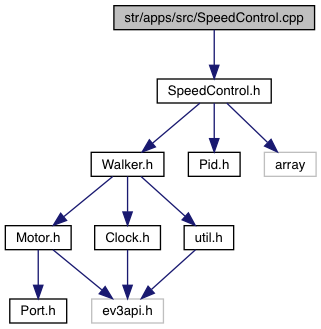 str/apps/src/SpeedControl.cpp
SpeedControl.h
Walker.h
Pid.h
array
Motor.h
Clock.h
util.h
Port.h
ev3api.h